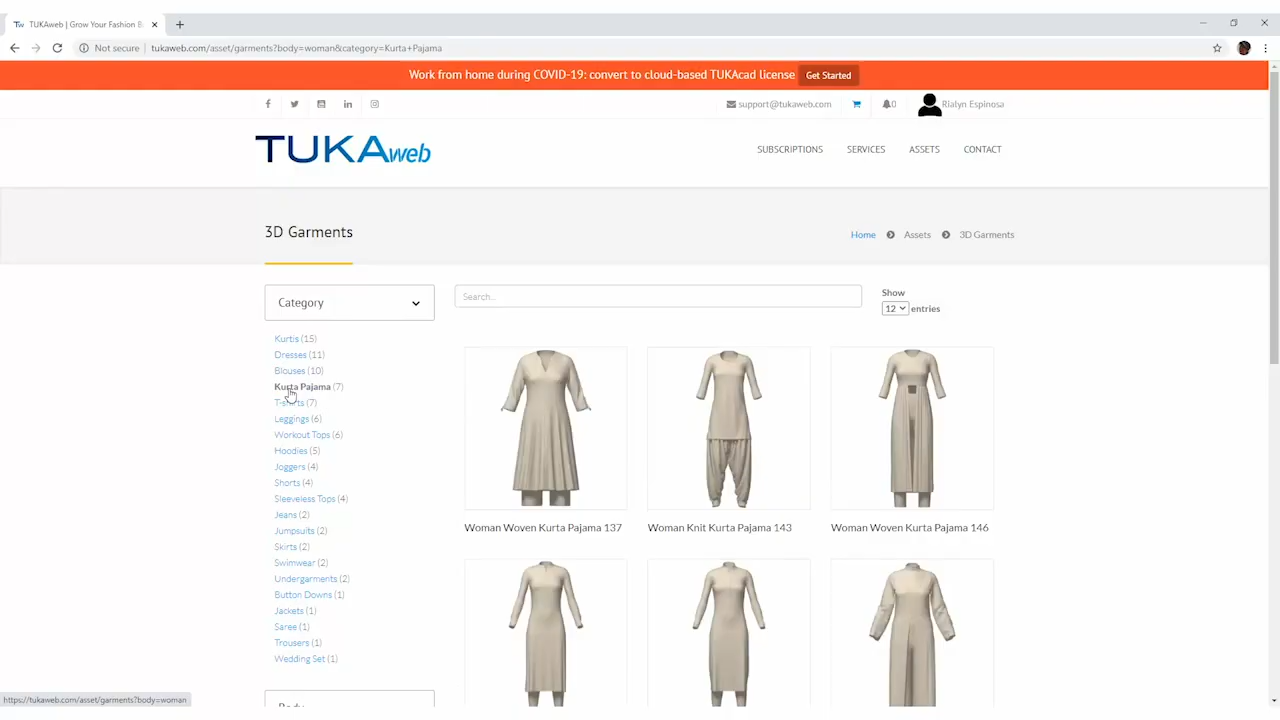 Tw TUKAweb | Grow Your Fashion B
Not secure | tukaweb.com/asset/garments?body=woman&category=Kurta+Pajama
Work from home during COVID-19: convert to cloud-based TUKAcad license Get Started
support@tukaweb.com 0 Rialyn Espinosa
TUKAweb
SUBSCRIPTIONS SERVICES ASSETS CONTACT
3D Garments
Home Assets 3D Garments
Category
Search...
Show
12 entries
Kurtis (15)
Dresses (11)
Blouses (10)
Kurta Pajama (7)
T-shirts (7)
Leggings (6)
Workout Tops (6)
Hoodies (5)
Joggers (4)
Shorts (4)
Sleeveless Tops (4)
Jeans (2)
Jumpsuits (2)
Skirts (2)
Swimwear (2)
Undergarments (2)
Button Downs (1)
Jackets (1)
Saree (1)
Trousers (1)
Wedding Set (1)
Woman Woven Kurta Pajama 137
Woman Knit Kurta Pajama 143
Woman Woven Kurta Pajama 146
Body
https://tukaweb.com/asset/garments?body=woman